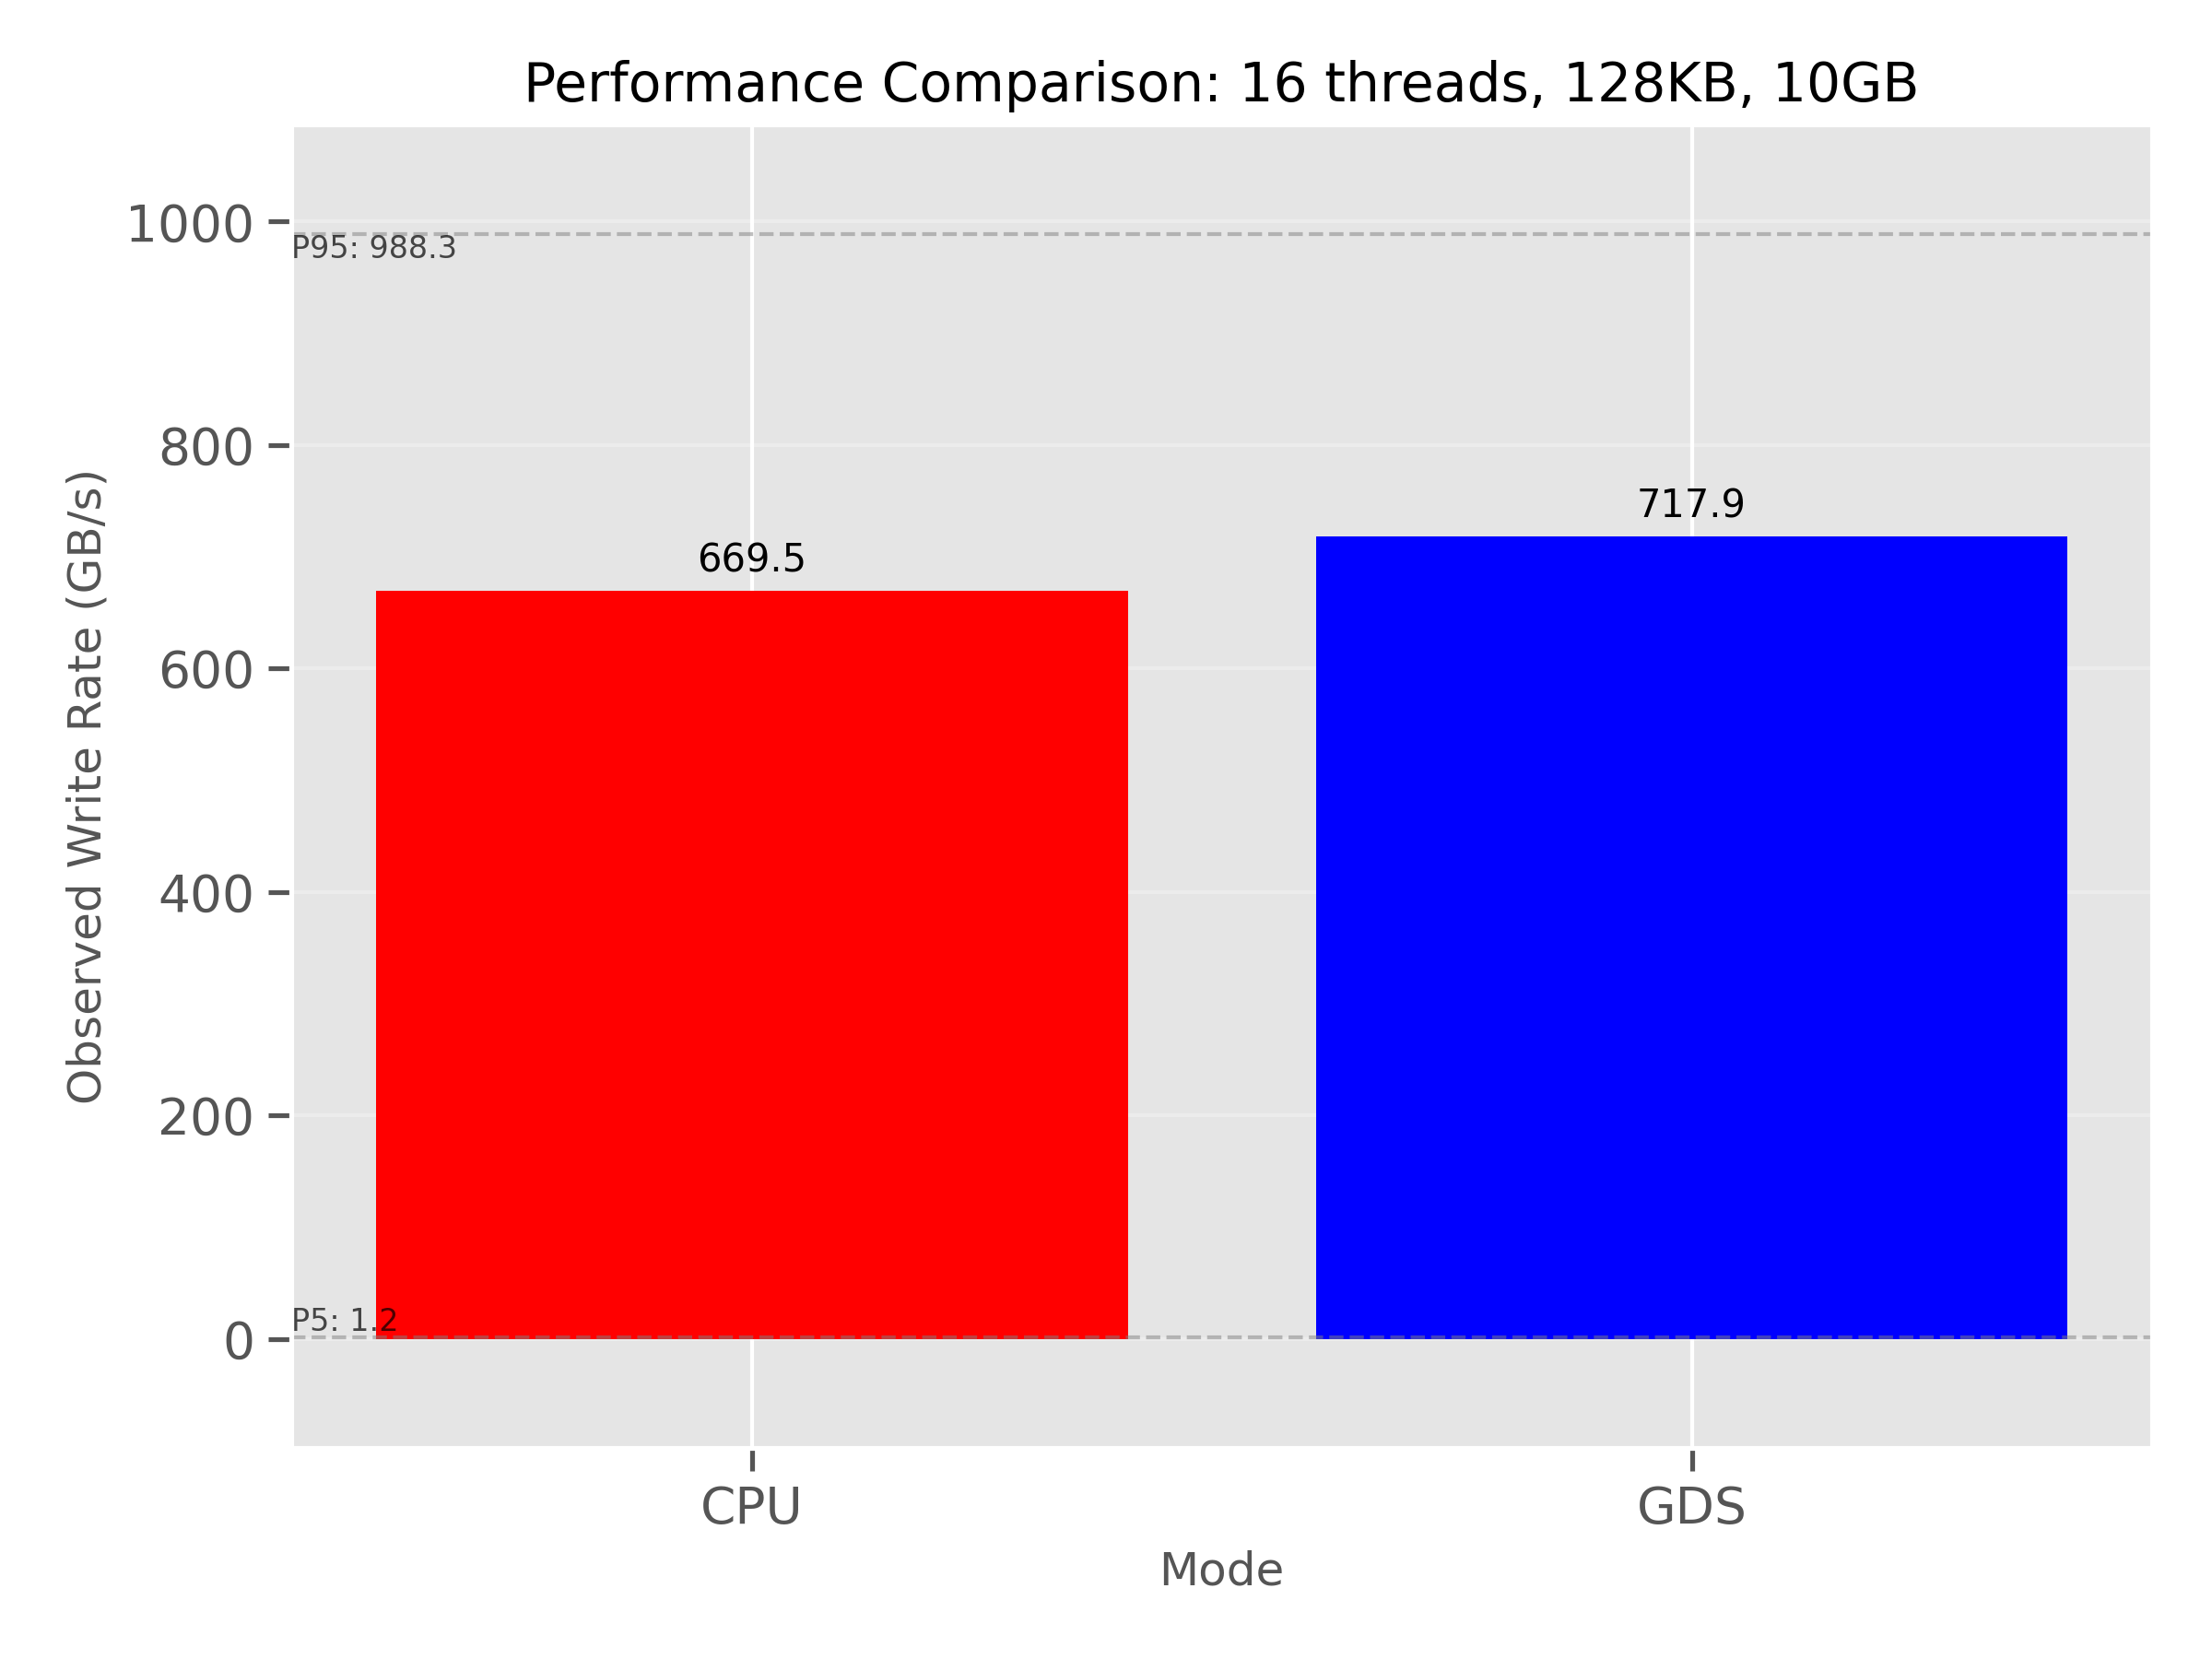 Performance Comparison: 16 threads, 128KB, 10GB
Observed Write Rate (GB/s)
1000
800
600
400
200
0
P95: 988.3
717.9
669.5
P5: 1.2
CPU
GDS
Mode